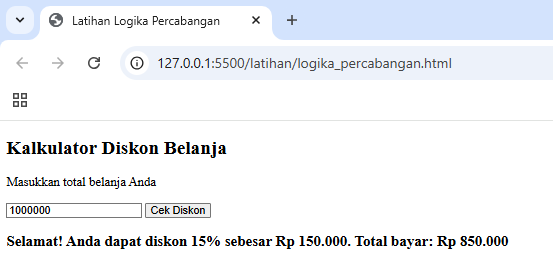 Latihan Logika Percabangan
127.0.0.1:5500/latihan/logika_percabangan.html
Kalkulator Diskon Belanja
Masukkan total belanja Anda
1000000 Cek Diskon
Selamat! Anda dapat diskon 15% sebesar Rp 150.000. Total bayar: Rp 850.000